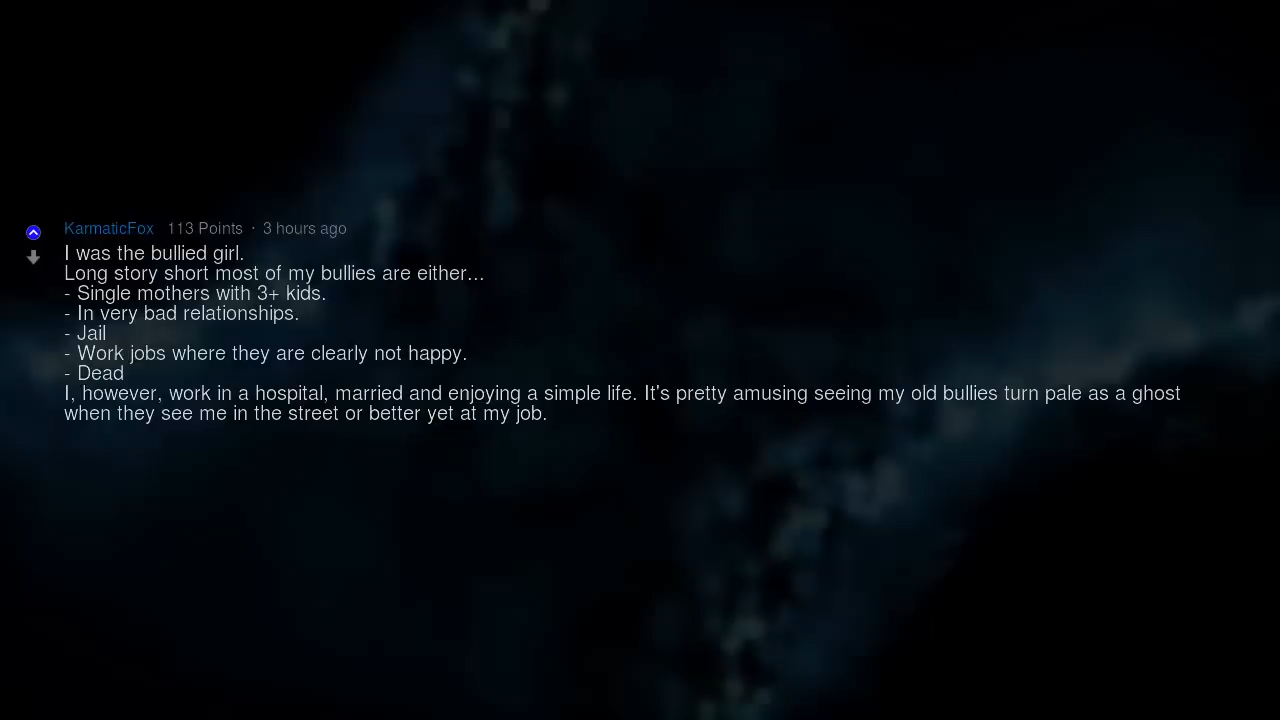 KarmaticFox 113 Points · 3 hours ago
I was the bullied girl.
Long story short most of my bullies are either...
- Single mothers with 3+ kids.
- In very bad relationships.
- Jail
- Work jobs where they are clearly not happy.
- Dead
I, however, work in a hospital, married and enjoying a simple life. It's pretty amusing seeing my old bullies turn pale as a ghost
when they see me in the street or better yet at my job.